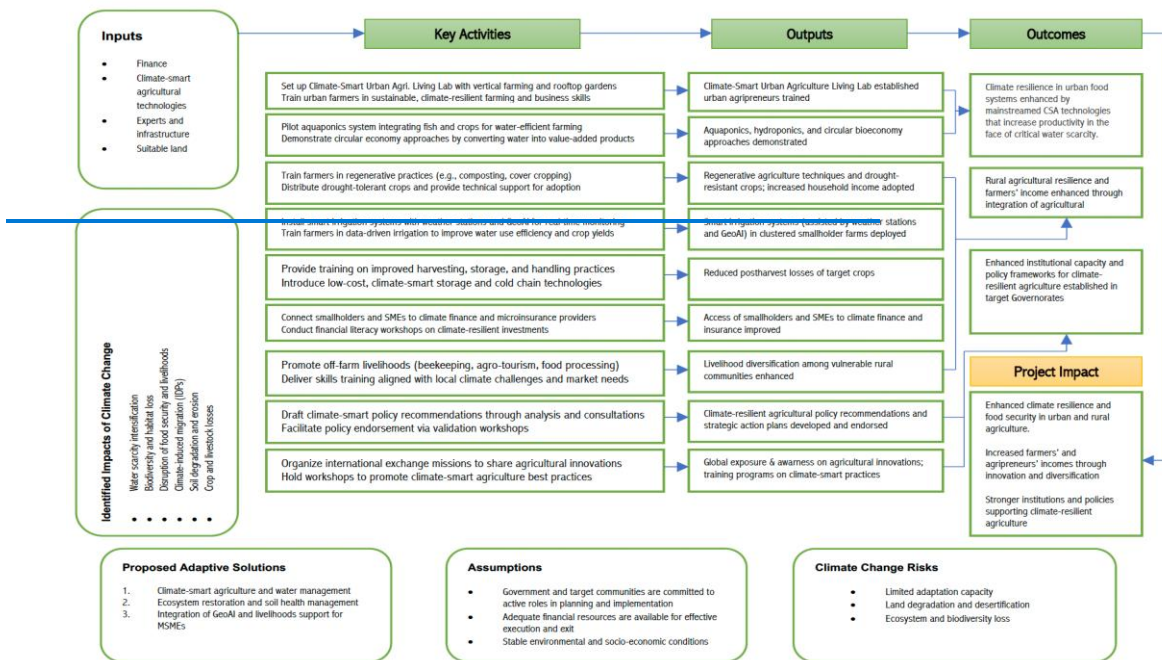 Inputs
• Finance
• Climate-smart
agricultural
technologies
• Experts and
infrastructure
• Suitable land
Key Activities
Outputs
Outcomes
Set up Climate-Smart Urban Agri. Living Lab with vertical farming and rooftop gardens
Train urban farmers in sustainable, climate-resilient farming and business skills
Climate-Smart Urban Agriculture Living Lab established
urban agripreneurs trained
Pilot aquaponics system integrating fish and crops for water-efficient farming
Demonstrate circular economy approaches by converting water into value-added products
Aquaponics, hydroponics, and circular bioeconomy
approaches demonstrated
Climate resilience in urban food
systems enhanced by
mainstreamed CSA technologies
that increase productivity in the
face of critical water scarcity.
Train farmers in regenerative practices (e.g., composting, cover cropping)
Distribute drought-tolerant crops and provide technical support for adoption
Regenerative agriculture techniques and drought-
resistant crops; increased household income adopted
Rural agricultural resilience and
farmers' income enhanced through
integration of agricultural
Install smart irrigation systems with weather stations and GeoAI for real-time monitoring
Train farmers in data-driven irrigation to improve water use efficiency and crop yields
Smart irrigation systems (assisted by weather stations
and GeoAI) in clustered smallholder farms deployed
Provide training on improved harvesting, storage, and handling practices
Introduce low-cost, climate-smart storage and cold chain technologies
Reduced postharvest losses of target crops
Enhanced institutional capacity and
policy frameworks for climate-
resilient agriculture established in
target Governorates
Connect smallholders and SMEs to climate finance and microinsurance providers
Conduct financial literacy workshops on climate-resilient investments
Access of smallholders and SMEs to climate finance and
insurance improved
Promote off-farm livelihoods (beekeeping, agro-tourism, food processing)
Deliver skills training aligned with local climate challenges and market needs
Livelihood diversification among vulnerable rural
communities enhanced
Draft climate-smart policy recommendations through analysis and consultations
Facilitate policy endorsement via validation workshops
Climate-resilient agricultural policy recommendations and
strategic action plans developed and endorsed
Organize international exchange missions to share agricultural innovations
Hold workshops to promote climate-smart agriculture best practices
Global exposure & awarness on agricultural innovations;
training programs on climate-smart practices
Project Impact
Enhanced climate resilience and
food security in urban and rural
agriculture.
Increased farmers' and
agripreneurs' incomes through
innovation and diversification
Stronger institutions and policies
supporting climate-resilient
agriculture
Identified Impacts of Climate Change
• Water scarcity intensification
• Biodiversity and habitat loss
• Disruption of food security and livelihoods
• Climate-induced migration (IDPs)
• Soil degradation and erosion
• Crop and livestock losses
Proposed Adaptive Solutions
1. Climate-smart agriculture and water management
2. Ecosystem restoration and soil health management
3. Integration of GeoAI and livelihoods support for
MSMEs
Assumptions
• Government and target communities are committed to
active roles in planning and implementation
• Adequate financial resources are available for effective
execution and exit
• Stable environmental and socio-economic conditions
Climate Change Risks
• Limited adaptation capacity
• Land degradation and desertification
• Ecosystem and biodiversity loss